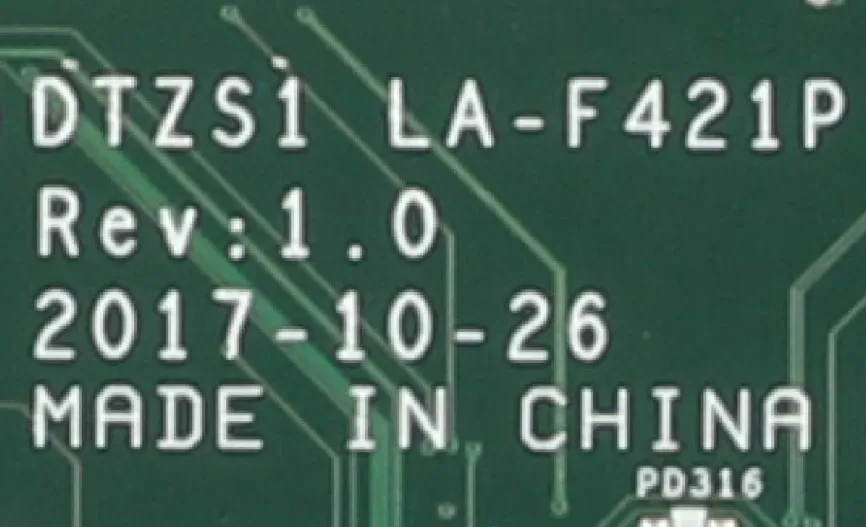 DTZS1 LA-F421P
Rev:1.0
2017-10-26
MADE IN CHINA
PD316